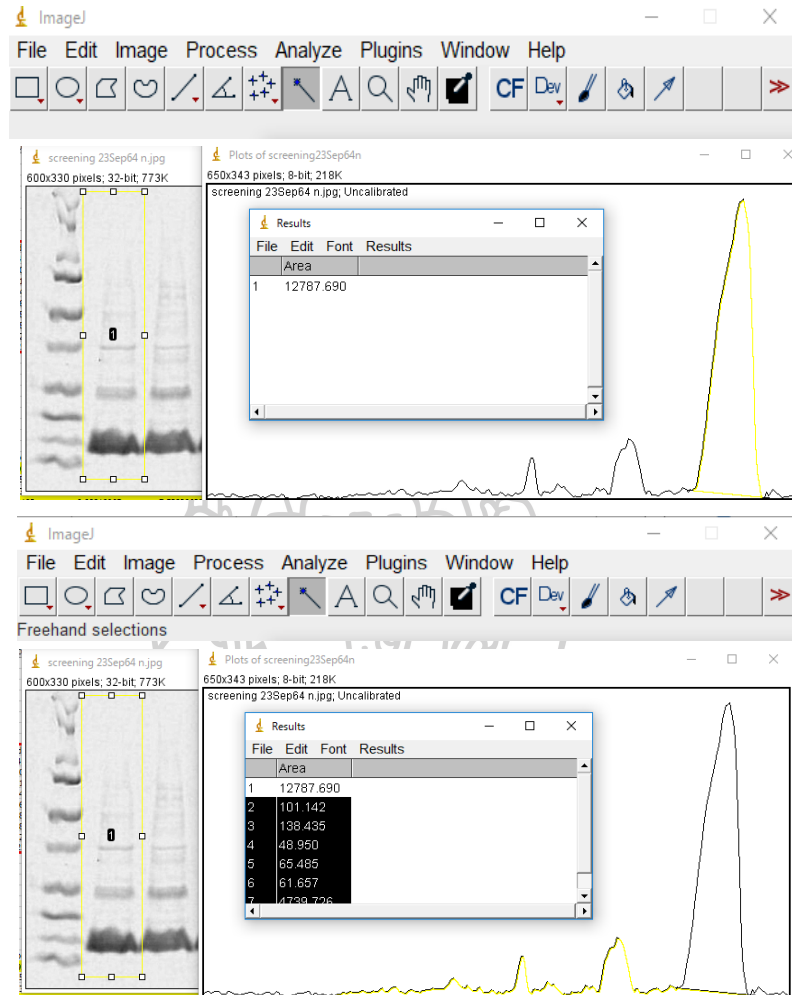 ImageJ
File Edit Image Process Analyze Plugins Window Help
A CF Dev >>
screening 23Sep64 n.jpg
600x330 pixels; 32-bit; 773K
1
Plots of screening23Sep64n
650x343 pixels; 8-bit; 218K
screening 23Sep64 n.jpg; Uncalibrated
Results
File Edit Font Results
Area
1 12787.690
ImageJ
File Edit Image Process Analyze Plugins Window Help
A CF Dev >>
Freehand selections
screening 23Sep64 n.jpg
600x330 pixels; 32-bit; 773K
1
Plots of screening23Sep64n
650x343 pixels; 8-bit; 218K
screening 23Sep64 n.jpg; Uncalibrated
Results
File Edit Font Results
Area
1 12787.690
2 101.142
3 138.435
4 48.950
5 65.485
6 61.657
7 4739.726